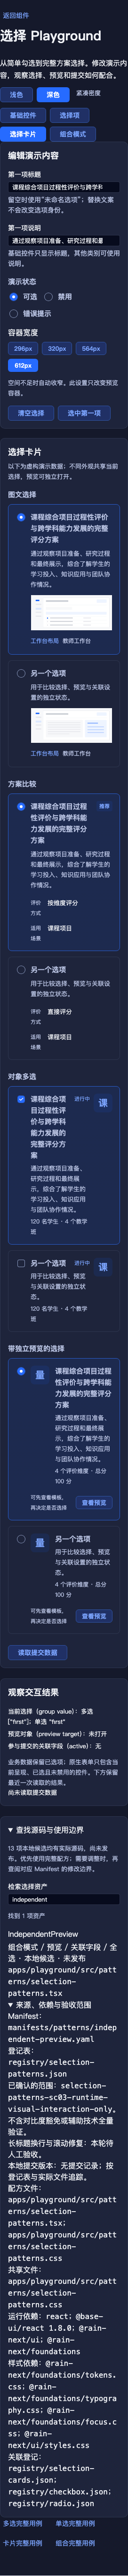 返回组件
选择 Playground
从简单勾选到完整方案选择。修改演示内容，观察选择、预览和提交如何配合。
浅色
深色
紧凑密度
基础控件
选择项
选择卡片
组合模式
编辑演示内容
第一项标题
课程综合项目过程性评价与跨学科
留空时使用“未命名选项”；替换文案不会改变选项身份。
第一项说明
通过观察项目准备、研究过程和最
基础控件只显示标题，其他类别可使用说明。
演示状态
可选
禁用
错误提示
容器宽度
296px
320px
564px
612px
空间不足时自动收窄。此设置只改变预览容器。
清空选择
选中第一项
选择卡片
以下为虚构演示数据；不同外观共享当前选择，预览可独立打开。
图文选择
课程综合项目过程性评价与跨学科能力发展的完整评分方案
通过观察项目准备、研究过程和最终展示，综合了解学生的学习投入、知识应用与团队协作情况。
工作台布局
教师工作台
另一个选项
用于比较选择、预览与关联设置的独立状态。
工作台布局
教师工作台
方案比较
课程综合项目过程性评价与跨学科能力发展的完整评分方案
推荐
通过观察项目准备、研究过程和最终展示，综合了解学生的学习投入、知识应用与团队协作情况。
评价方式
按维度评分
适用场景
课程项目
另一个选项
用于比较选择、预览与关联设置的独立状态。
评价方式
直接评分
适用场景
课程项目
对象多选
课程综合项目过程性评价与跨学科能力发展的完整评分方案
进行中
课
通过观察项目准备、研究过程和最终展示，综合了解学生的学习投入、知识应用与团队协作情况。
120 名学生 · 4 个教学班
另一个选项
进行中
课
用于比较选择、预览与关联设置的独立状态。
120 名学生 · 4 个教学班
带独立预览的选择
量
课程综合项目过程性评价与跨学科能力发展的完整评分方案
通过观察项目准备、研究过程和最终展示，综合了解学生的学习投入、知识应用与团队协作情况。
4 个评价维度 · 总分 100 分
可先查看模板，再决定是否选择
查看预览
量
另一个选项
用于比较选择、预览与关联设置的独立状态。
4 个评价维度 · 总分 100 分
可先查看模板，再决定是否选择
查看预览
读取提交数据
观察交互结果
当前选择（group value）：多选 ["first"]；单选 "first"
预览对象（preview target）：未打开
参与提交的关联字段（active）：无
业务数据保留已选项；原生表单只包含当前呈现、已选且未禁用的控件。下方保留最近一次读取的结果。
尚未读取提交数据
▼ 查找源码与使用边界
13 项本地候选均有实际源码，尚未发布。优先使用完整配方；需要调整时，再查阅对应 Manifest 的修改边界。
检索选择资产
independent
找到 1 项资产
IndependentPreview
组合模式 / 预览 / 关联字段 / 全选 · 本地候选 · 未发布
apps/playground/src/patterns/selection-patterns.tsx
▼ 来源、依赖与验收范围
Manifest：manifests/patterns/independent-preview.yaml
登记表：registry/selection-patterns.json
已确认的范围：selection-patterns-sc03-runtime-visual-interaction-only。不含对比度豁免或辅助技术全量验证。
长标题换行与滚动修复：本轮待人工验收。
本地提交版本：无提交记录；按登记表与实际文件追踪。
配方文件：apps/playground/src/patterns/selection-patterns.tsx；apps/playground/src/patterns/selection-patterns.css
共享文件：apps/playground/src/patterns/selection-patterns.css
运行依赖：react；@base-ui/react 1.8.0；@rain-next/ui；@rain-next/foundations
样式依赖：@rain-next/foundations/tokens.css；@rain-next/foundations/typography.css；@rain-next/foundations/focus.css；@rain-next/ui/styles.css
关联登记：registry/selection-cards.json；registry/checkbox.json；registry/radio.json
多选完整用例
单选完整用例
卡片完整用例
组合完整用例